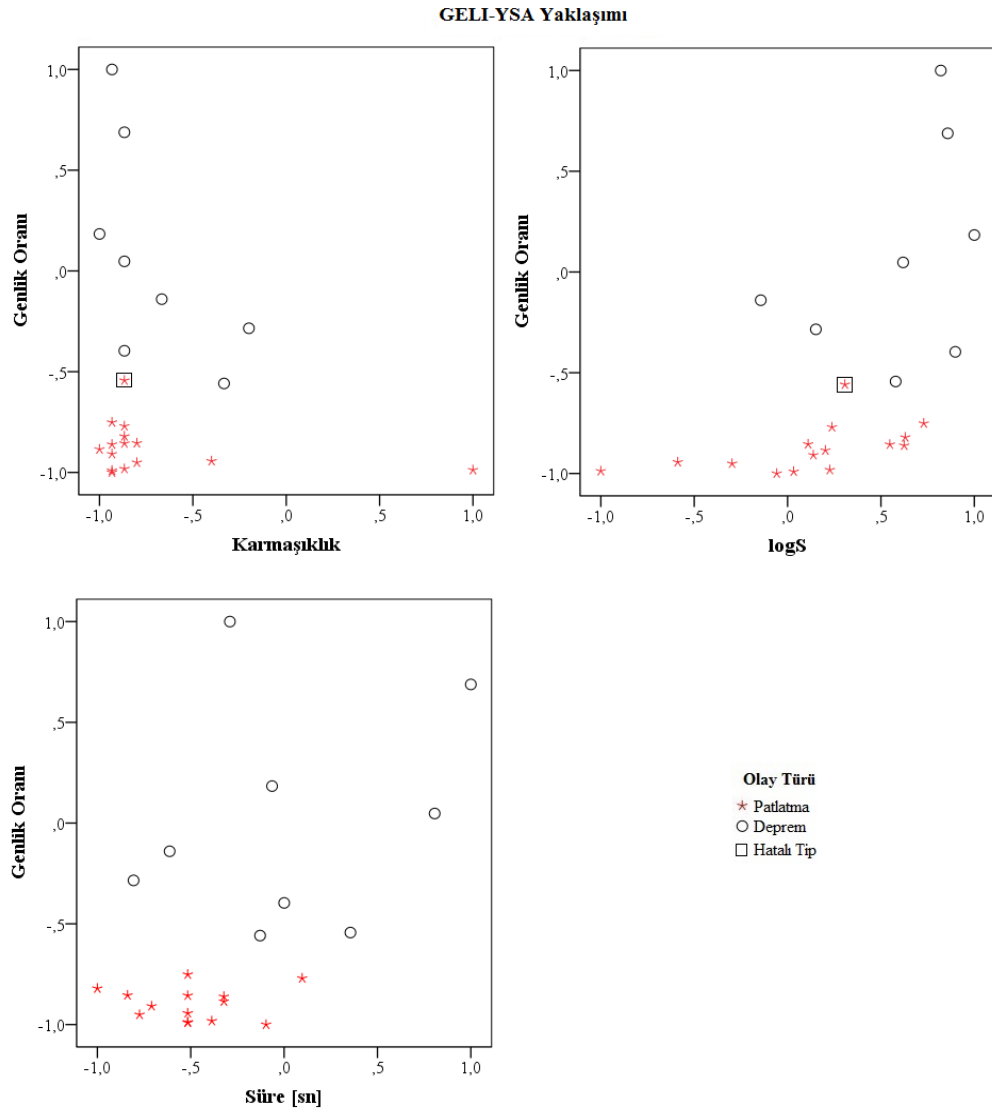 GELI-YSA Yaklaşımı
1,0
,5
,0
-,5
-1,0
Genlik Oranı
-1,0 -,5 ,0 ,5 1,0
Karmaşıklık
1,0
,5
,0
-,5
-1,0
Genlik Oranı
-1,0 -,5 ,0 ,5 1,0
logS
1,0
,5
,0
-,5
-1,0
Genlik Oranı
-1,0 -,5 ,0 ,5 1,0
Süre [sn]
Olay Türü
Patlatma
Deprem
Hatalı Tip